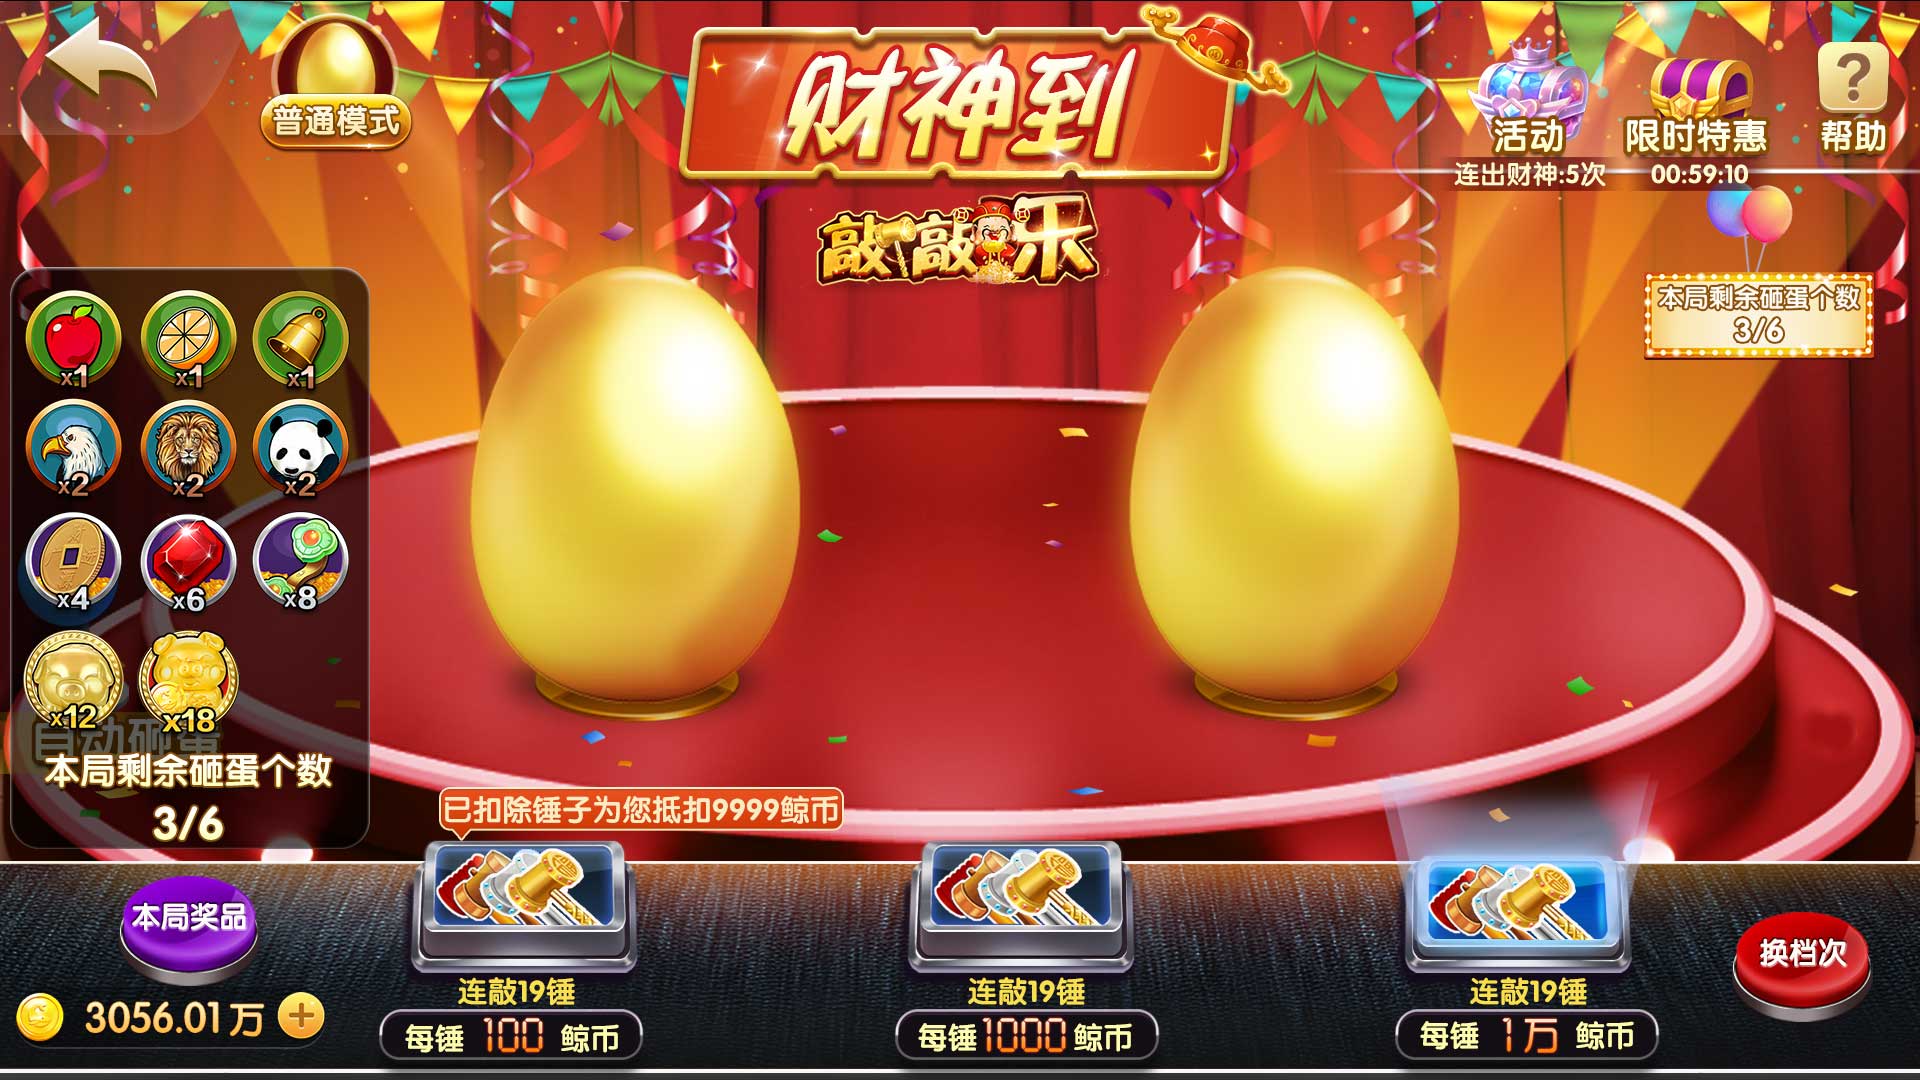 普通模式
财神到
敲敲乐
活动
限时特惠
?
帮助
连出财神:5次
00:59:10
本局剩余砸蛋个数
3/6
x1
x1
x1
x2
x2
x2
x4
x6
x8
x12
x18
自动砸蛋
本局剩余砸蛋个数
3/6
已扣除锤子为您抵扣9999鲸币
本局奖品
换档次
连敲19锤
连敲19锤
连敲19锤
3056.01万
+
每锤 100 鲸币
每锤 1000 鲸币
每锤 1万 鲸币